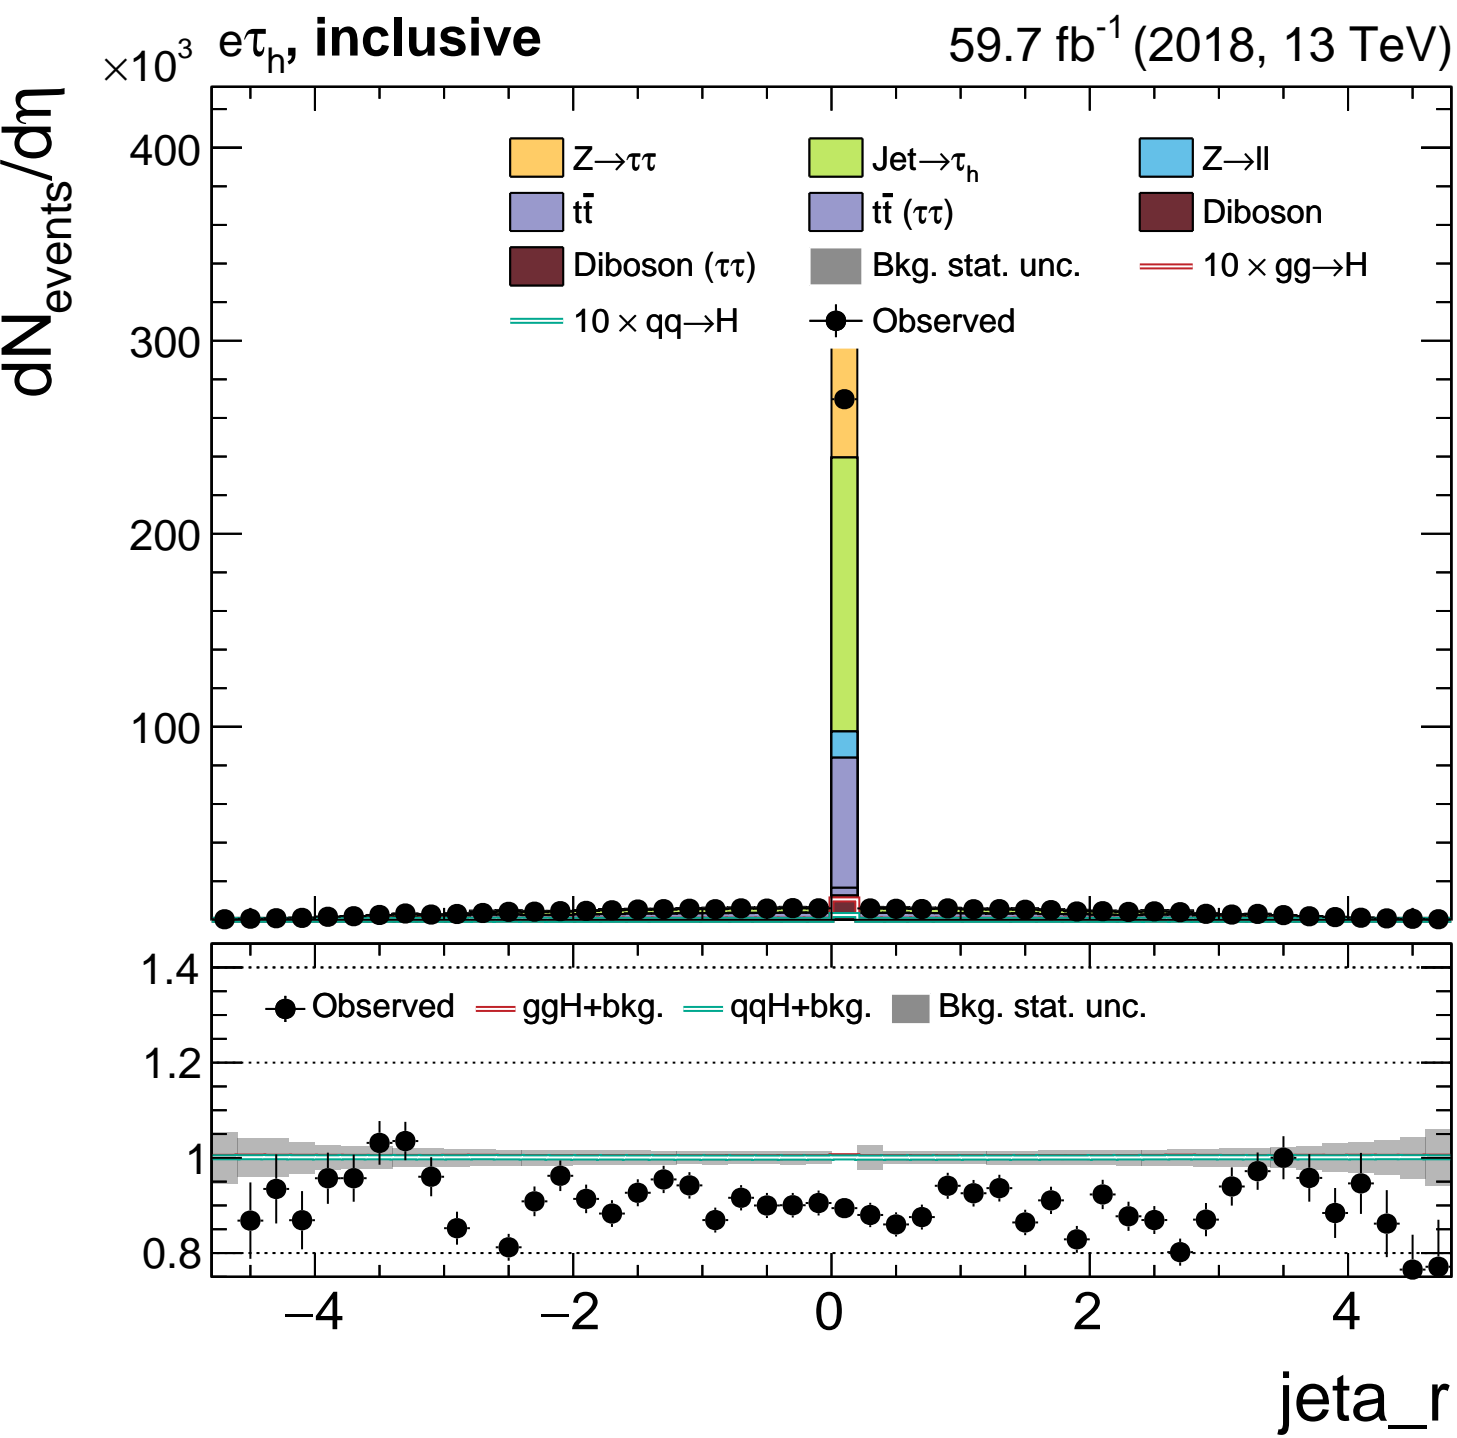 ×10³ eτh, inclusive 59.7 fb⁻¹ (2018, 13 TeV)
dNevents/dη
400
300
200
100
Z→ττ Jet→τh Z→ll
tt̄ tt̄ (ττ) Diboson
Diboson (ττ) Bkg. stat. unc. 10 × gg→H
10 × qq→H Observed
1.4
1.2
1
0.8
Observed ggH+bkg. qqH+bkg. Bkg. stat. unc.
−4 −2 0 2 4
jeta_r